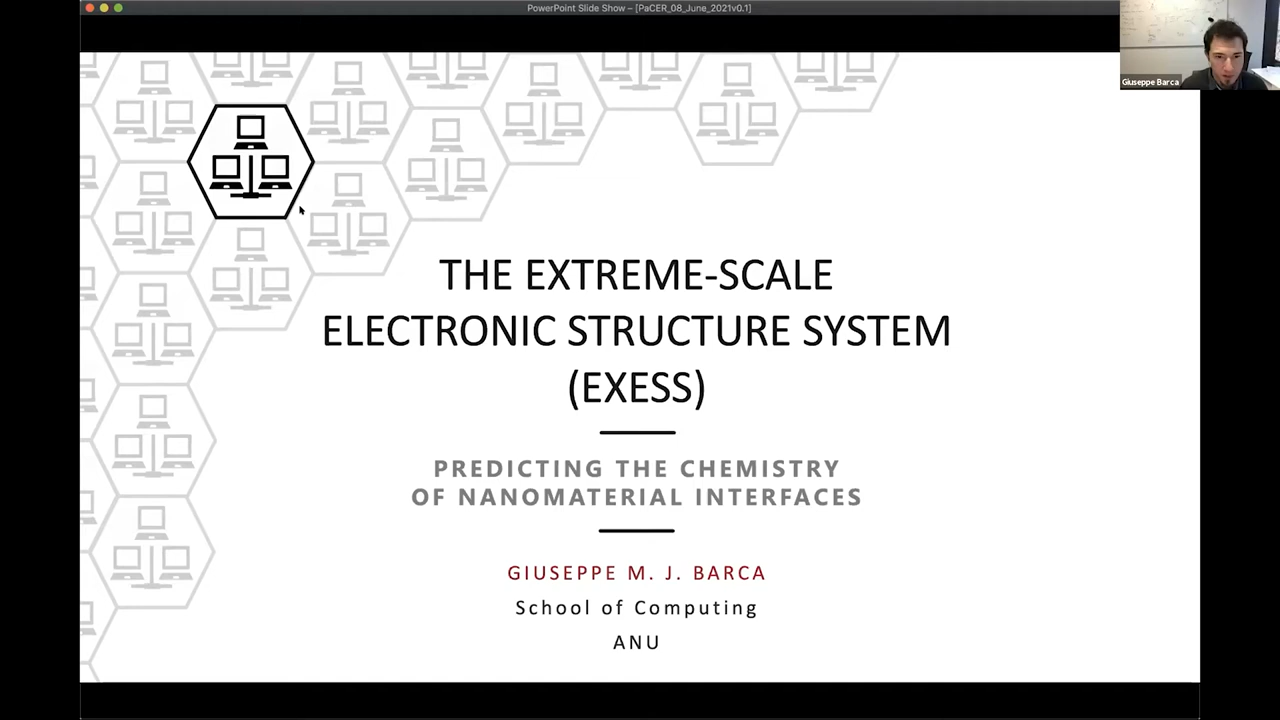 PowerPoint Slide Show – [PaCER_08_June_2021v0.1]
Giuseppe Barca
THE EXTREME-SCALE
ELECTRONIC STRUCTURE SYSTEM
(EXESS)
PREDICTING THE CHEMISTRY
OF NANOMATERIAL INTERFACES
GIUSEPPE M. J. BARCA
School of Computing
ANU